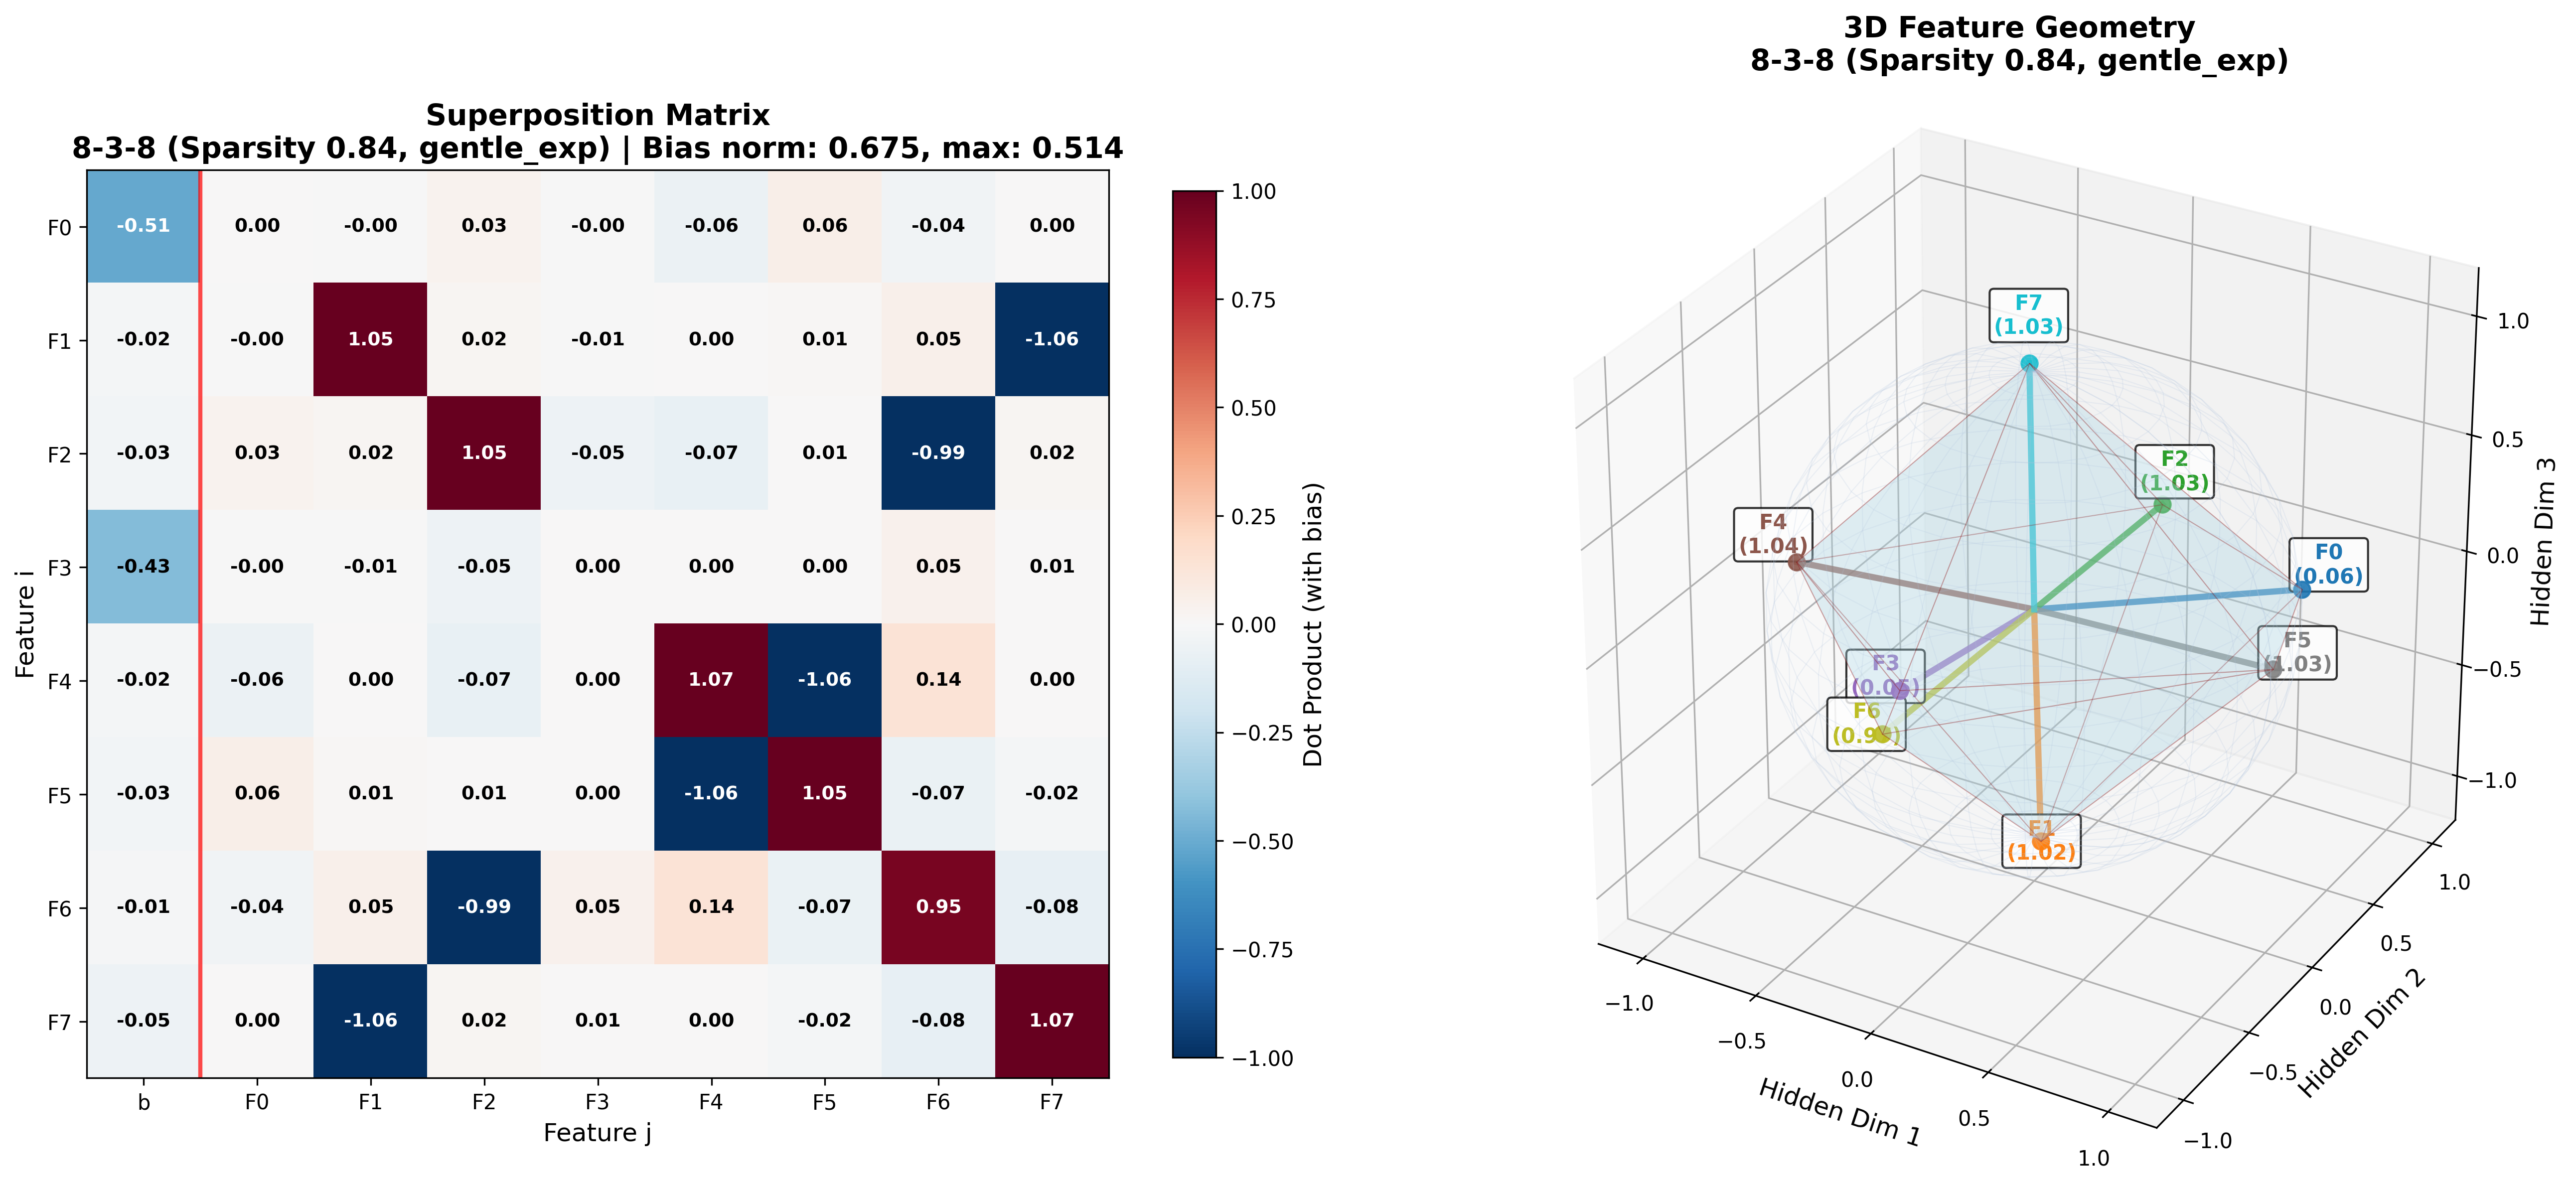 Superposition Matrix
8-3-8 (Sparsity 0.84, gentle_exp) | Bias norm: 0.675, max: 0.514
Feature i
F0 -0.51 0.00 -0.00 0.03 -0.00 -0.06 0.06 -0.04 0.00
F1 -0.02 -0.00 1.05 0.02 -0.01 0.00 0.01 0.05 -1.06
F2 -0.03 0.03 0.02 1.05 -0.05 -0.07 0.01 -0.99 0.02
F3 -0.43 -0.00 -0.01 -0.05 0.00 0.00 0.00 0.05 0.01
F4 -0.02 -0.06 0.00 -0.07 0.00 1.07 -1.06 0.14 0.00
F5 -0.03 0.06 0.01 0.01 0.00 -1.06 1.05 -0.07 -0.02
F6 -0.01 -0.04 0.05 -0.99 0.05 0.14 -0.07 0.95 -0.08
F7 -0.05 0.00 -1.06 0.02 0.01 0.00 -0.02 -0.08 1.07
b F0 F1 F2 F3 F4 F5 F6 F7
Feature j
1.00
0.75
0.50
0.25
0.00
−0.25
−0.50
−0.75
−1.00
Dot Product (with bias)
3D Feature Geometry
8-3-8 (Sparsity 0.84, gentle_exp)
F7
(1.03)
F2
(1.03)
F4
(1.04)
F0
(0.06)
F5
(1.03)
F3
F6
F1
(1.02)
1.0
0.5
0.0
−0.5
−1.0
Hidden Dim 3
−1.0
−0.5
0.0
0.5
1.0
Hidden Dim 1
1.0
0.5
0.0
−0.5
−1.0
Hidden Dim 2